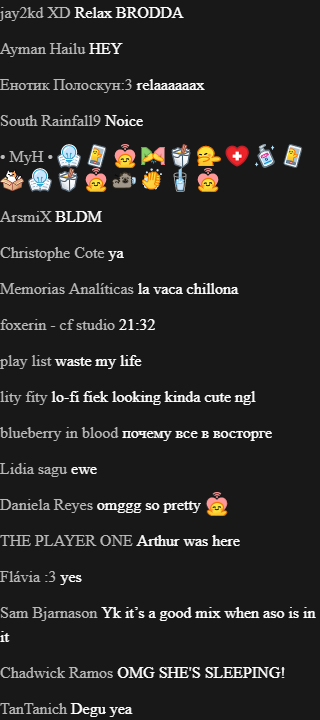 jay2kd XD Relax BRODDA
Ayman Hailu HEY
Енотик Полоскун:3 relaaaaaax
South Rainfall9 Noice
• MyH •
ArsmiX BLDM
Christophe Cote ya
Memorias Analíticas la vaca chillona
foxerin - cf studio 21:32
play list waste my life
lity fity lo-fi fiek looking kinda cute ngl
blueberry in blood почему все в восторге
Lidia sagu ewe
Daniela Reyes omggg so pretty
THE PLAYER ONE Arthur was here
Flávia :3 yes
Sam Bjarnason Yk it’s a good mix when aso is in
it
Chadwick Ramos OMG SHE'S SLEEPING!
TanTanich Degu yea